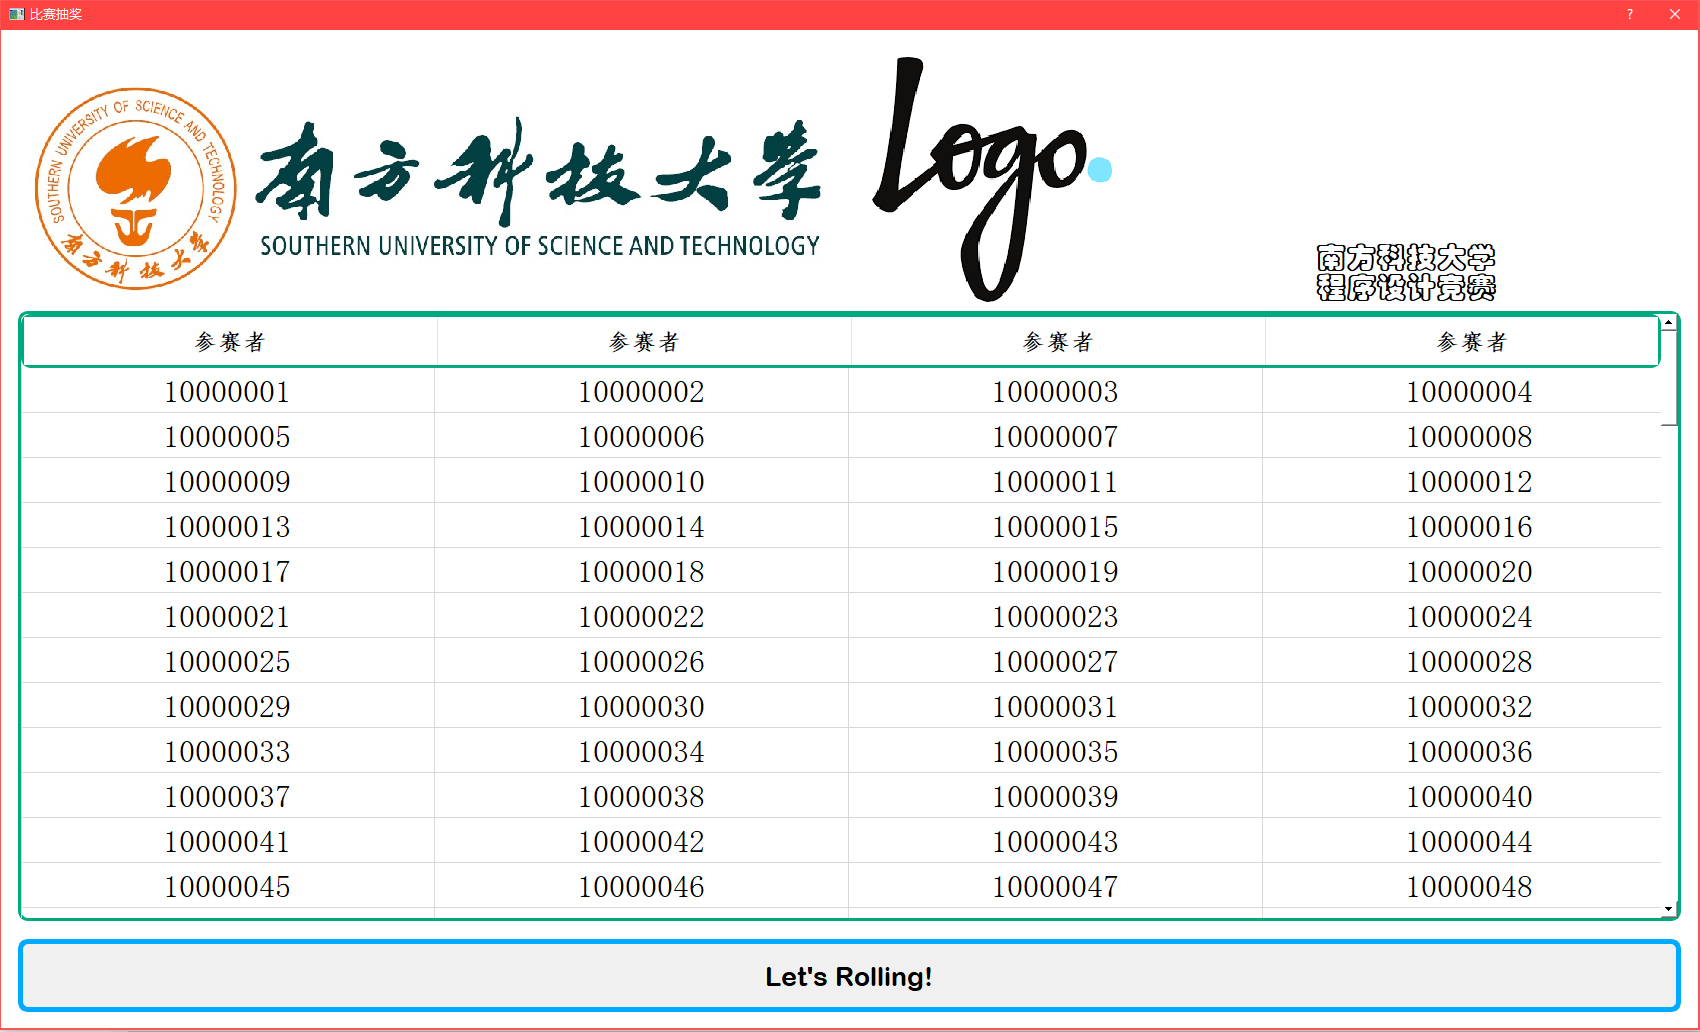 比赛抽奖
SOUTHERN UNIVERSITY OF SCIENCE AND TECHNOLOGY
南方科技大学
南方科技大学
SOUTHERN UNIVERSITY OF SCIENCE AND TECHNOLOGY
Logo.
南方科技大学
程序设计竞赛
参赛者 参赛者 参赛者 参赛者
10000001 10000002 10000003 10000004
10000005 10000006 10000007 10000008
10000009 10000010 10000011 10000012
10000013 10000014 10000015 10000016
10000017 10000018 10000019 10000020
10000021 10000022 10000023 10000024
10000025 10000026 10000027 10000028
10000029 10000030 10000031 10000032
10000033 10000034 10000035 10000036
10000037 10000038 10000039 10000040
10000041 10000042 10000043 10000044
10000045 10000046 10000047 10000048
Let's Rolling!